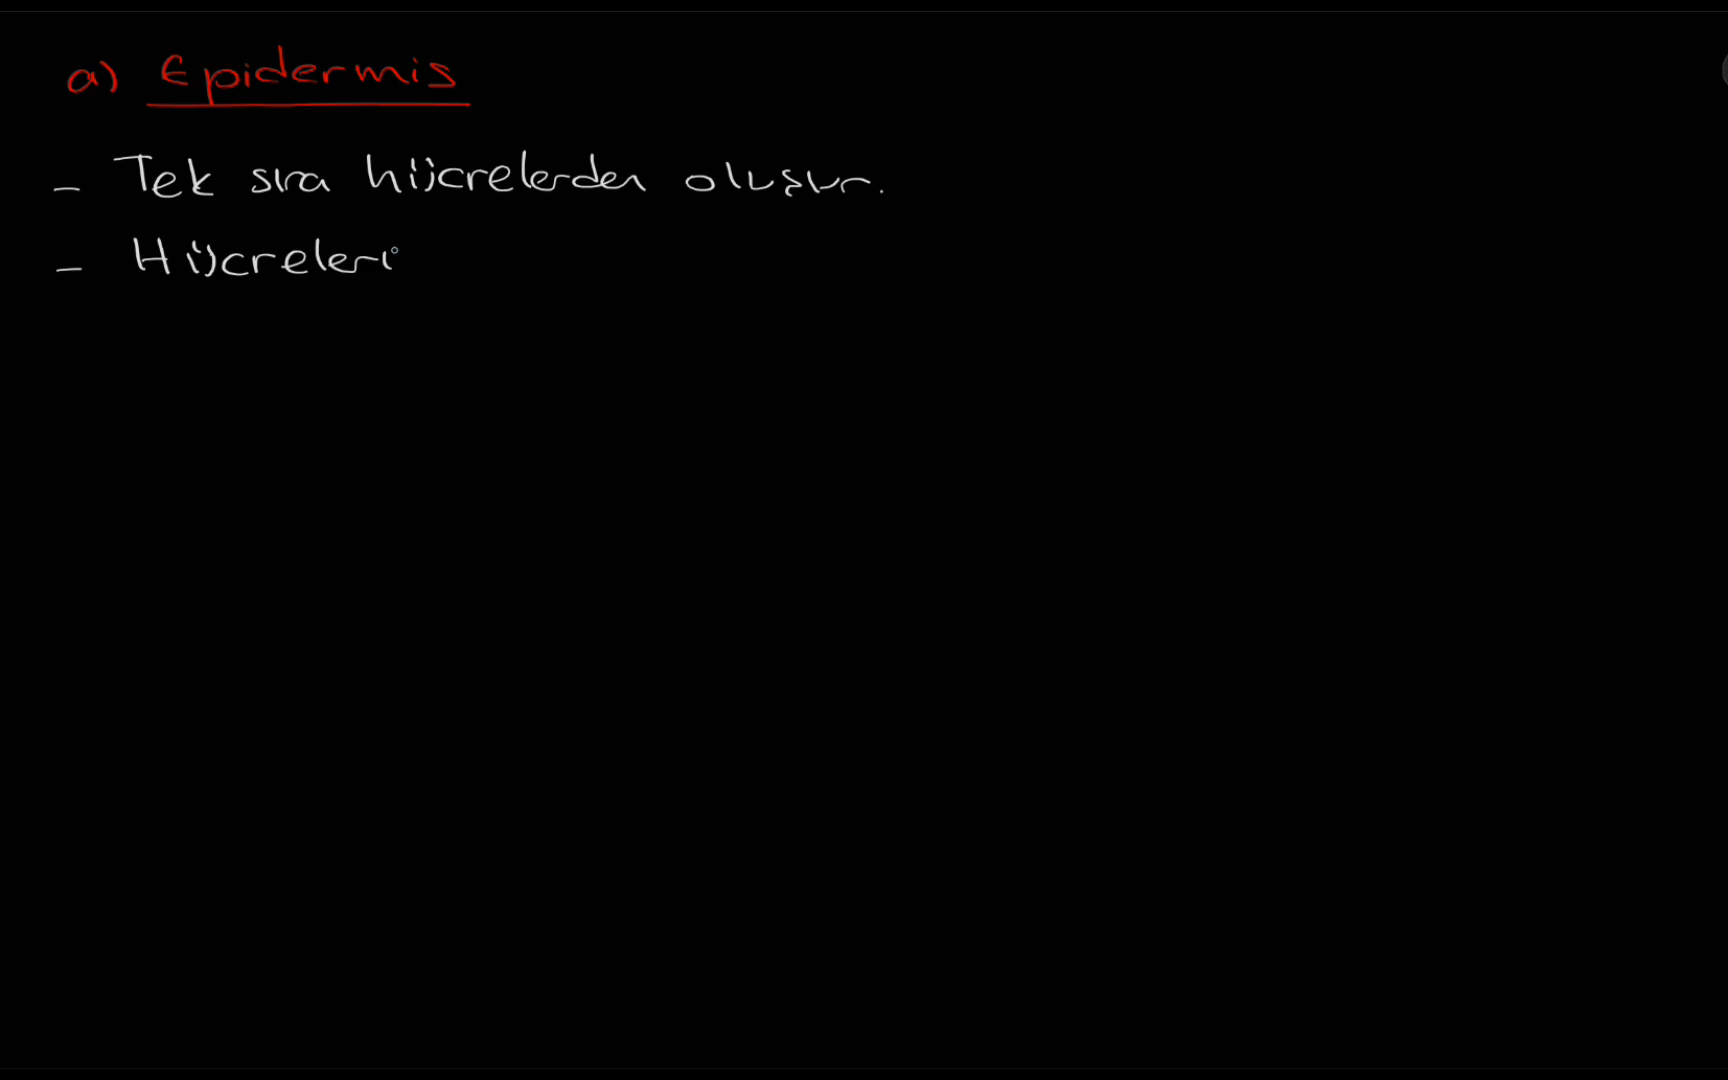 a) Epidermis
- Tek sıra hücrelerden oluşur.
- Hücreleri